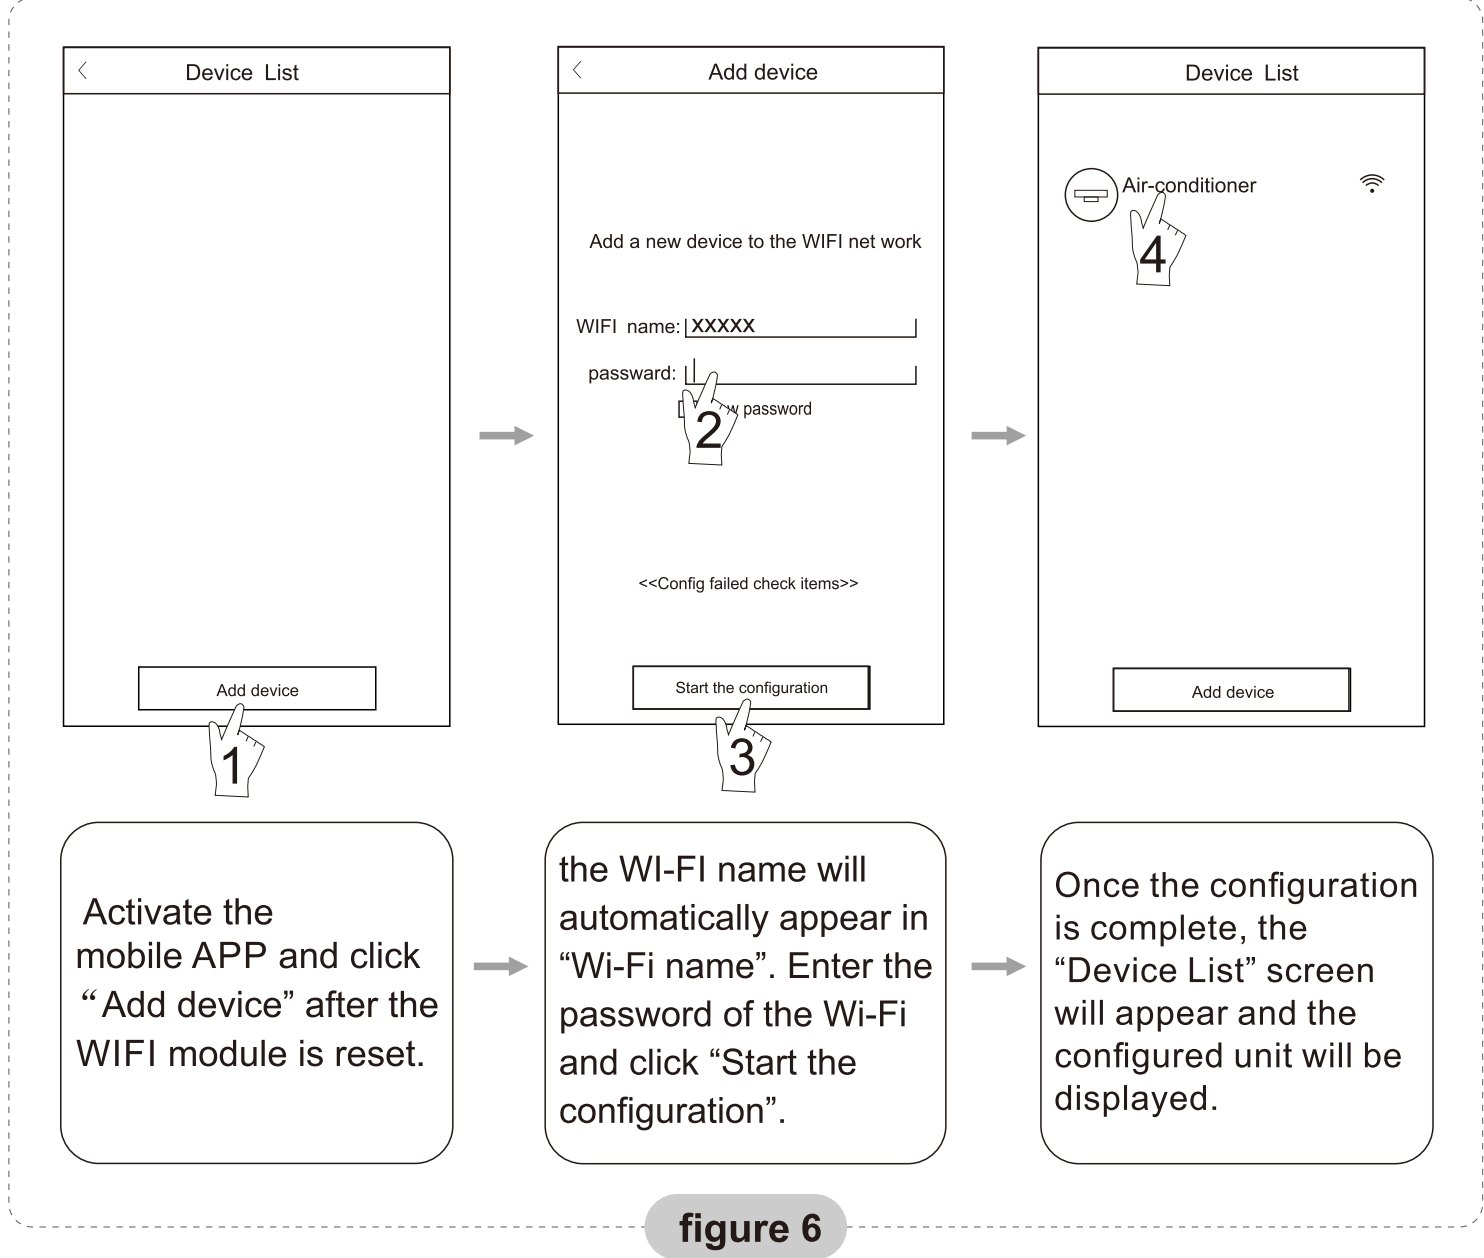 Device List
Add device
1
Add device
Add a new device to the WIFI net work
WIFI name: xxxxx
passward:
password
2
<<Config failed check items>>
Start the configuration
3
Device List
Air-conditioner
4
Add device
Activate the
mobile APP and click
“Add device” after the
WIFI module is reset.
the WI-FI name will
automatically appear in
“Wi-Fi name”. Enter the
password of the Wi-Fi
and click “Start the
configuration”.
Once the configuration
is complete, the
“Device List” screen
will appear and the
configured unit will be
displayed.
figure 6